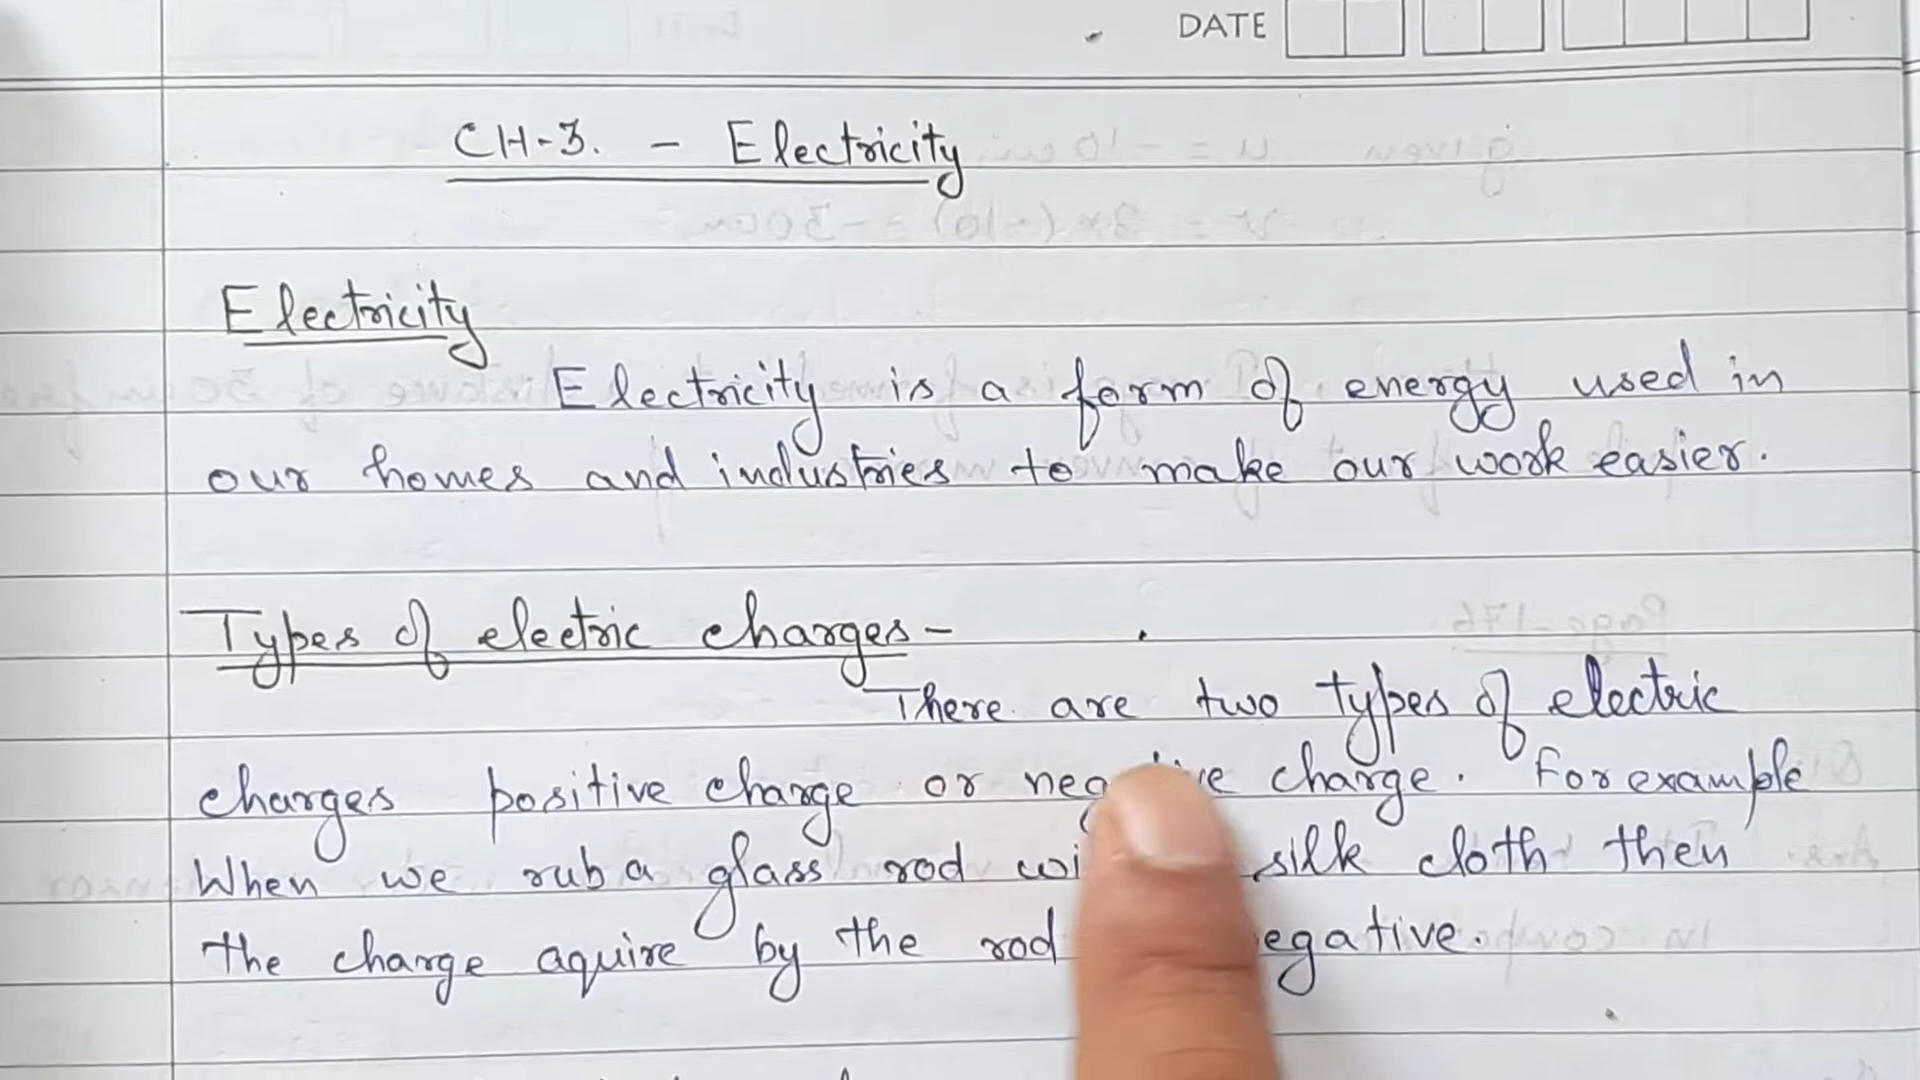 DATE
CH-3. - Electricity
Electricity
Electricity is a form of energy used in
our homes and industries to make our work easier.
Types of electric charges-
There are two types of electric
charges positive charge or negative charge. For example
When we rub a glass rod silk cloth then
the charge aquire by the rod negative.